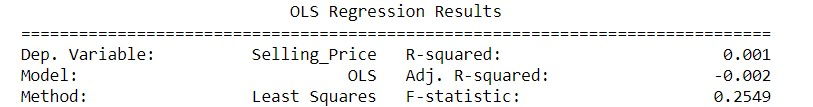 OLS Regression Results
==============================================================================
Dep. Variable: Selling_Price R-squared: 0.001
Model: OLS Adj. R-squared: -0.002
Method: Least Squares F-statistic: 0.2549